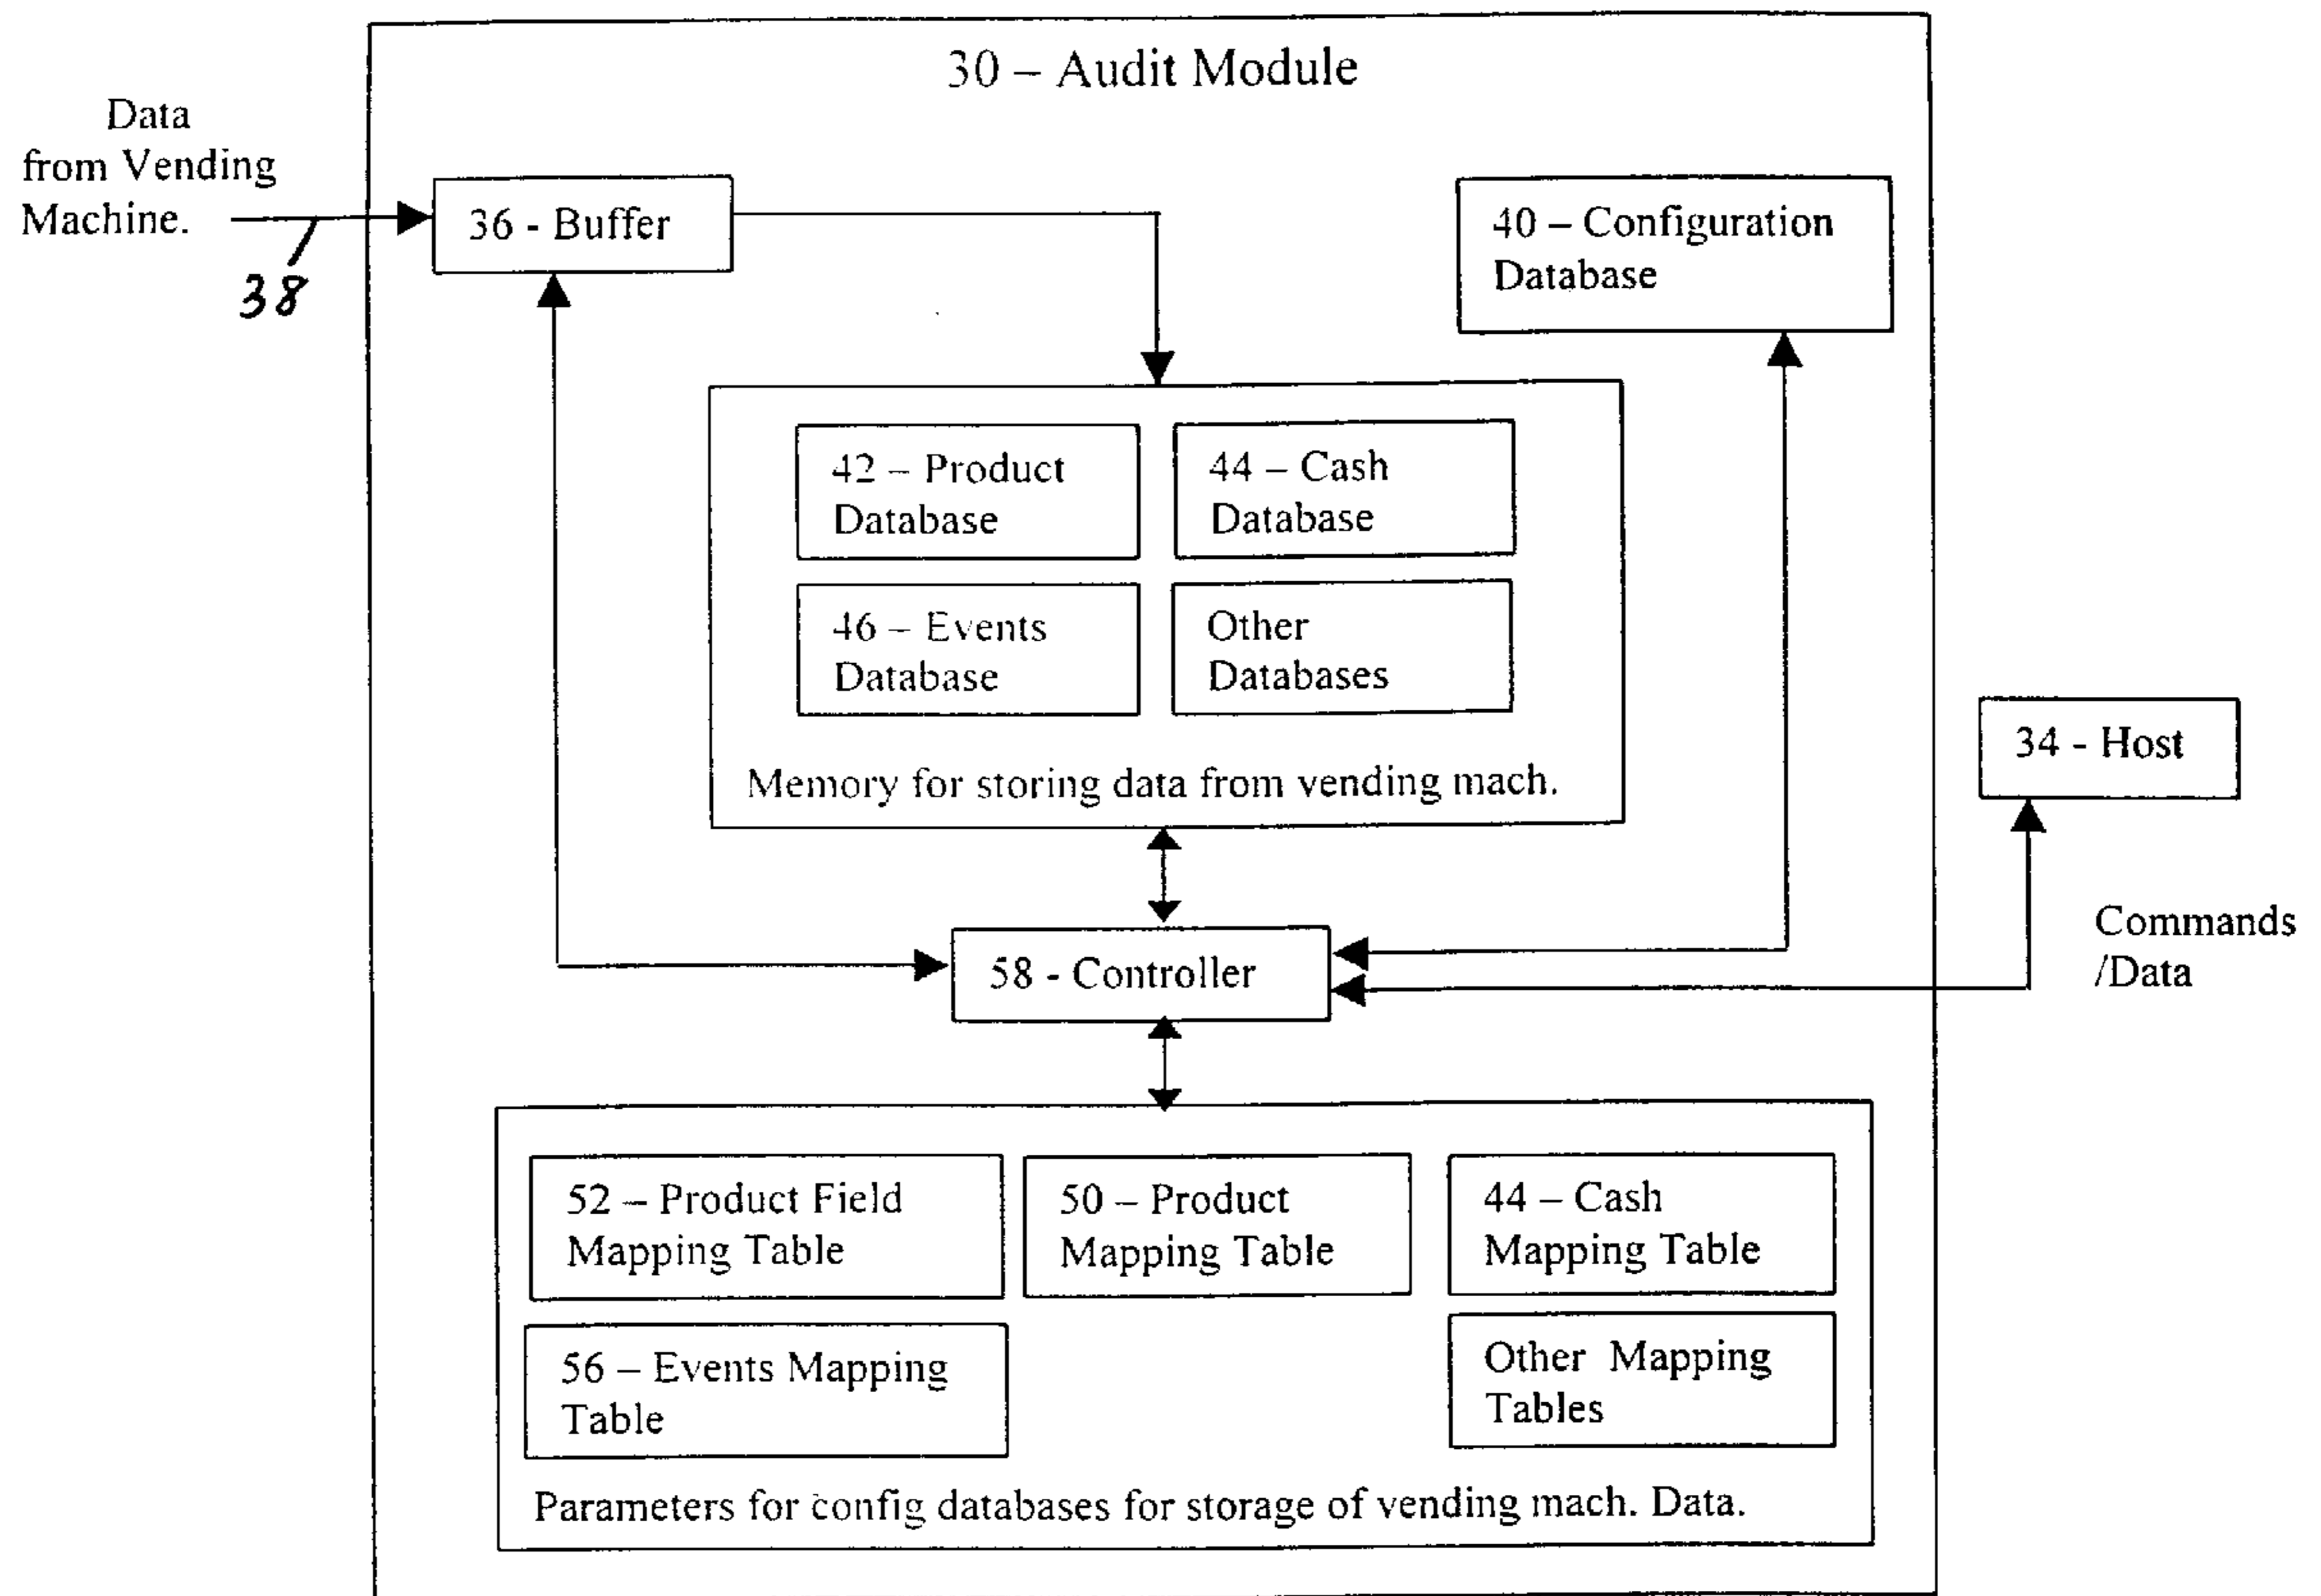 30 – Audit Module
Data
from Vending
Machine.
38
36 - Buffer
40 – Configuration
Database
42 – Product
Database
44 – Cash
Database
46 – Events
Database
Other
Databases
Memory for storing data from vending mach.
34 - Host
Commands
/Data
58 - Controller
52 – Product Field
Mapping Table
50 – Product
Mapping Table
44 – Cash
Mapping Table
56 – Events Mapping
Table
Other Mapping
Tables
Parameters for config databases for storage of vending mach. Data.